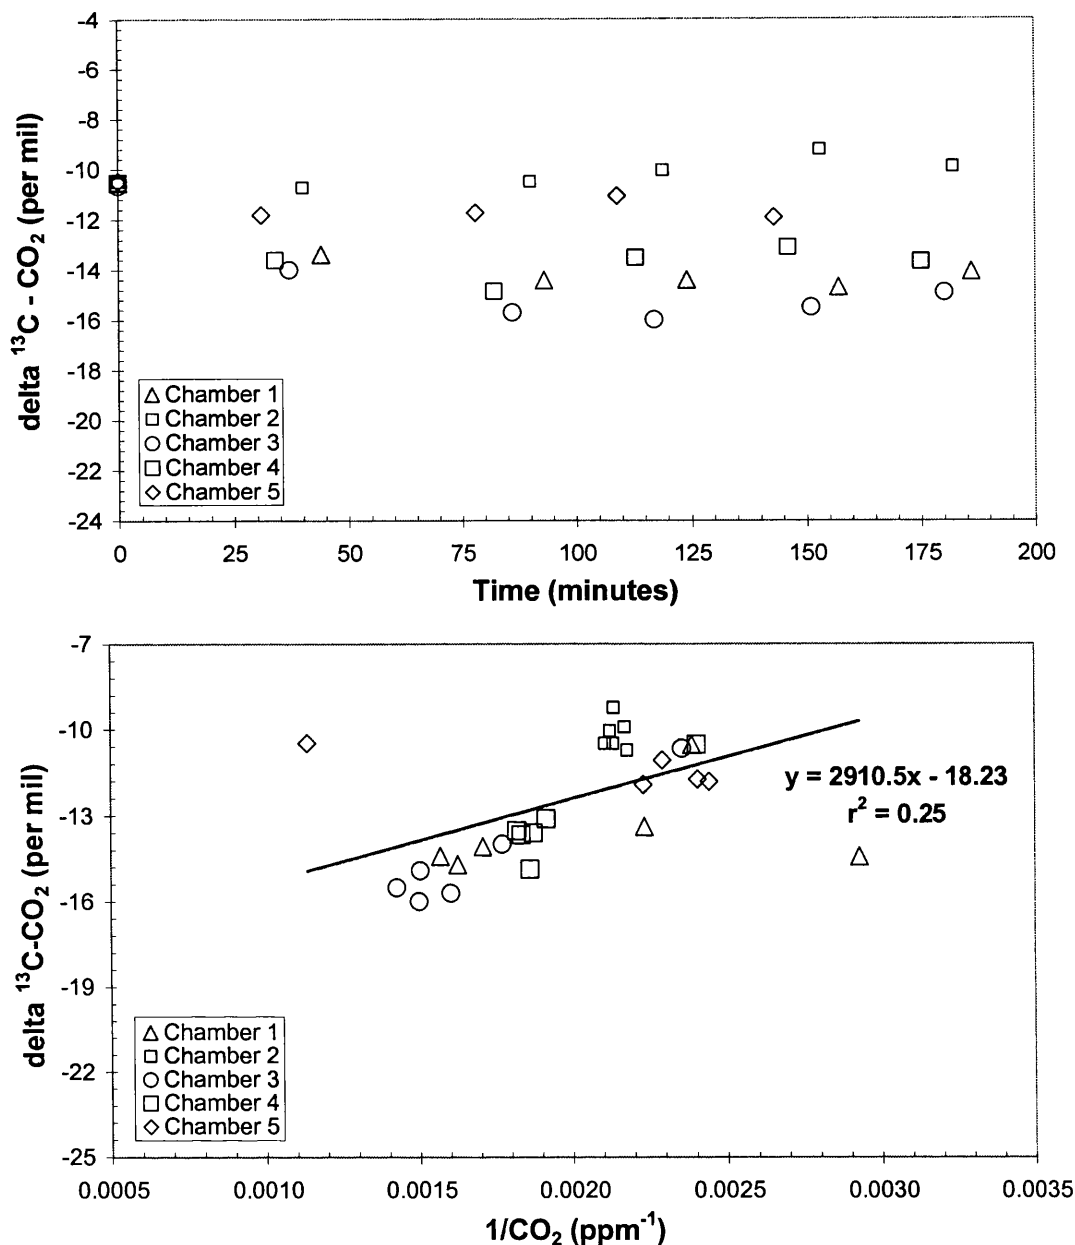 -4
-6
-8
-10
-12
-14
-16
-18
-20
-22
-24
delta ¹³C - CO₂ (per mil)
Chamber 1
Chamber 2
Chamber 3
Chamber 4
Chamber 5
0 25 50 75 100 125 150 175 200
Time (minutes)
-7
-10
-13
-16
-19
-22
-25
delta ¹³C-CO₂ (per mil)
y = 2910.5x - 18.23
r² = 0.25
Chamber 1
Chamber 2
Chamber 3
Chamber 4
Chamber 5
0.0005 0.0010 0.0015 0.0020 0.0025 0.0030 0.0035
1/CO₂ (ppm⁻¹)